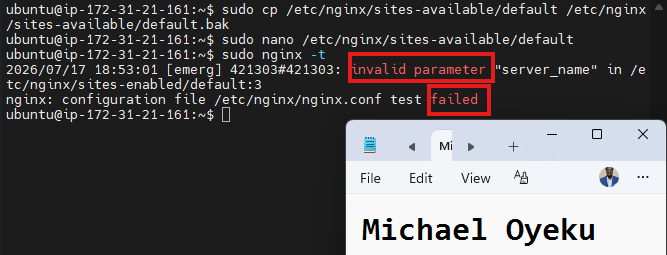 ubuntu@ip-172-31-21-161:~$ sudo cp /etc/nginx/sites-available/default /etc/nginx
/sites-available/default.bak
ubuntu@ip-172-31-21-161:~$ sudo nano /etc/nginx/sites-available/default
ubuntu@ip-172-31-21-161:~$ sudo nginx -t
2026/07/17 18:53:01 [emerg] 421303#421303: invalid parameter "server_name" in /e
tc/nginx/sites-enabled/default:3
nginx: configuration file /etc/nginx/nginx.conf test failed
ubuntu@ip-172-31-21-161:~$
Mi
File Edit View
Michael Oyeku